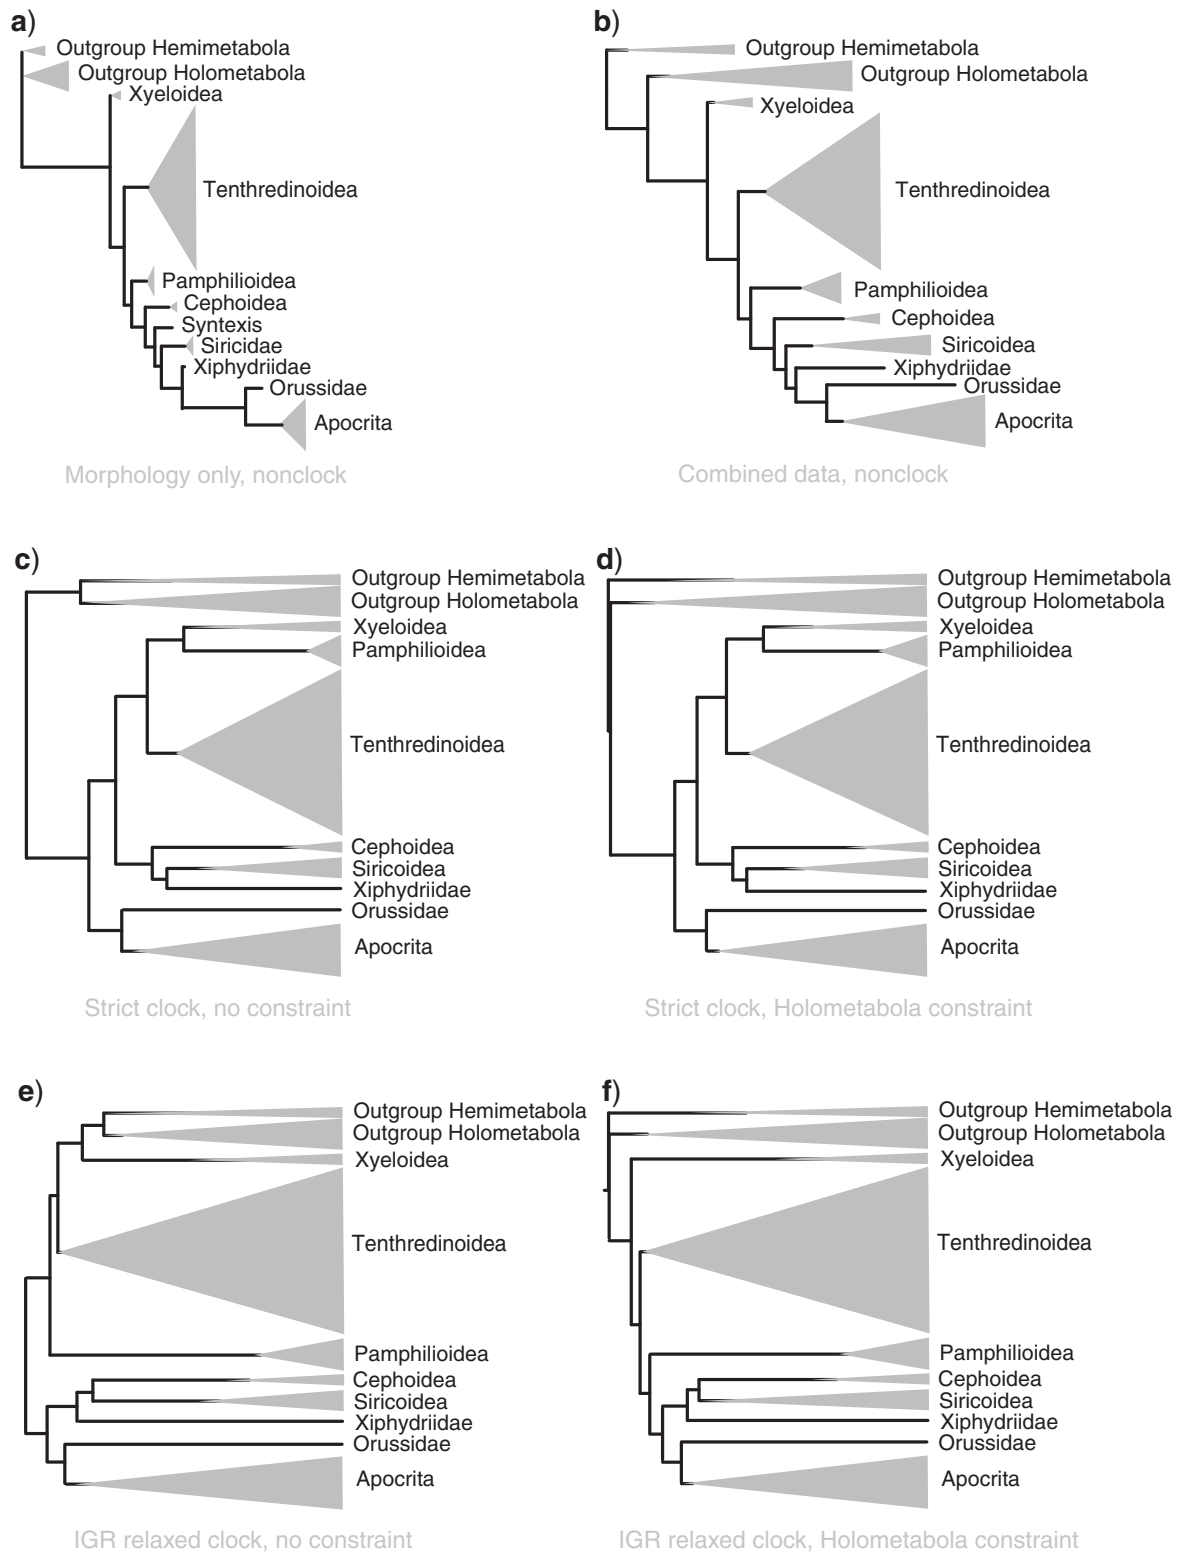 a)
Outgroup Hemimetabola
Outgroup Holometabola
Xyeloidea
Tenthredinoidea
Pamphilioidea
Cephoidea
Syntexis
Siricidae
Xiphydriidae
Orussidae
Apocrita
Morphology only, nonclock
b)
Outgroup Hemimetabola
Outgroup Holometabola
Xyeloidea
Tenthredinoidea
Pamphilioidea
Cephoidea
Siricoidea
Xiphydriidae
Orussidae
Apocrita
Combined data, nonclock
c)
Outgroup Hemimetabola
Outgroup Holometabola
Xyeloidea
Pamphilioidea
Tenthredinoidea
Cephoidea
Siricoidea
Xiphydriidae
Orussidae
Apocrita
Strict clock, no constraint
d)
Outgroup Hemimetabola
Outgroup Holometabola
Xyeloidea
Pamphilioidea
Tenthredinoidea
Cephoidea
Siricoidea
Xiphydriidae
Orussidae
Apocrita
Strict clock, Holometabola constraint
e)
Outgroup Hemimetabola
Outgroup Holometabola
Xyeloidea
Tenthredinoidea
Pamphilioidea
Cephoidea
Siricoidea
Xiphydriidae
Orussidae
Apocrita
IGR relaxed clock, no constraint
f)
Outgroup Hemimetabola
Outgroup Holometabola
Xyeloidea
Tenthredinoidea
Pamphilioidea
Cephoidea
Siricoidea
Xiphydriidae
Orussidae
Apocrita
IGR relaxed clock, Holometabola constraint